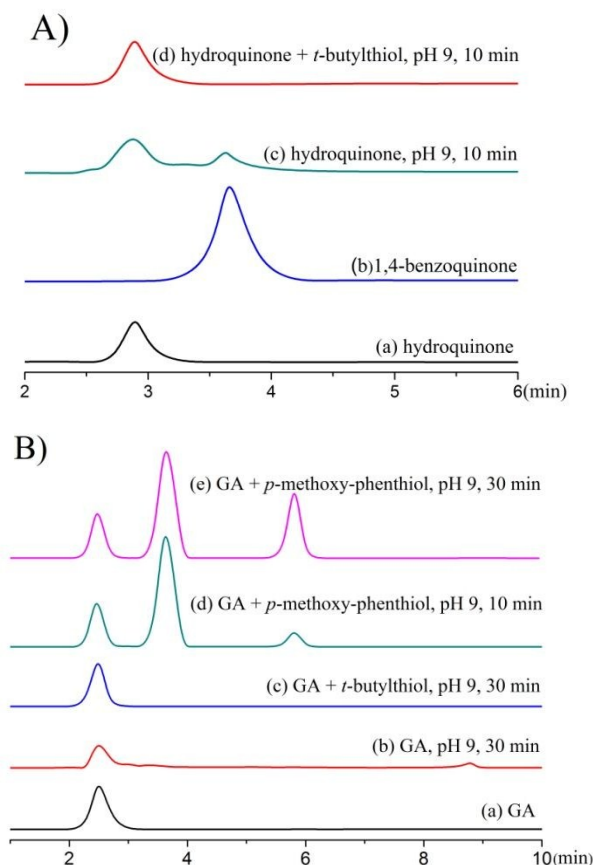 A)
(d) hydroquinone + t-butylthiol, pH 9, 10 min
(c) hydroquinone, pH 9, 10 min
(b)1,4-benzoquinone
(a) hydroquinone
2 3 4 5 6(min)
B)
(e) GA + p-methoxy-phenthiol, pH 9, 30 min
(d) GA + p-methoxy-phenthiol, pH 9, 10 min
(c) GA + t-butylthiol, pH 9, 30 min
(b) GA, pH 9, 30 min
(a) GA
2 4 6 8 10(min)